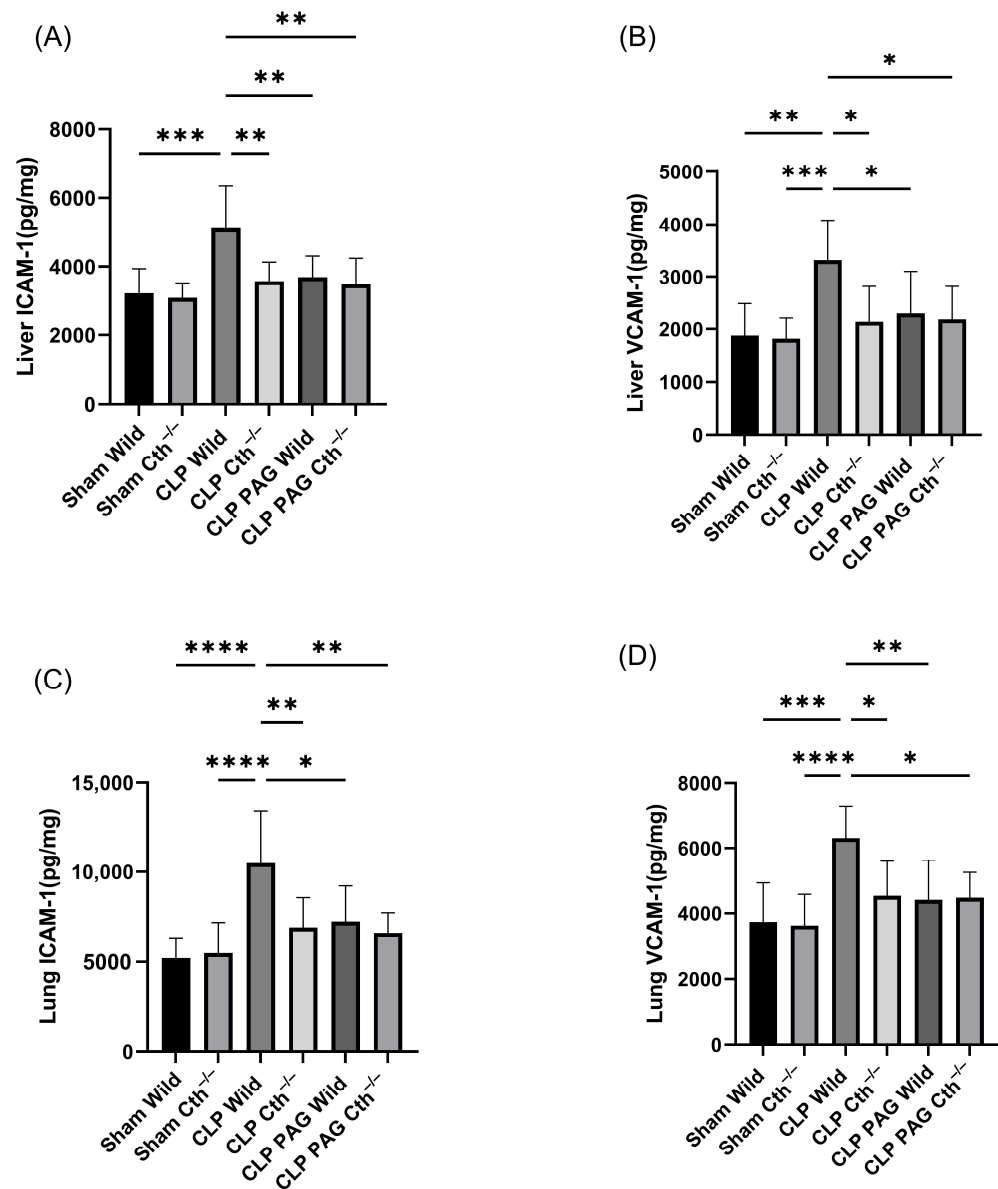 (A)
**
**
*** **
8000
6000
4000
2000
0
Liver ICAM-1(pg/mg)
Sham Wild
Sham Cth⁻/⁻
CLP Wild
CLP Cth⁻/⁻
CLP PAG Wild
CLP PAG Cth⁻/⁻
(B)
*
** *
*** *
5000
4000
3000
2000
1000
0
Liver VCAM-1(pg/mg)
Sham Wild
Sham Cth⁻/⁻
CLP Wild
CLP Cth⁻/⁻
CLP PAG Wild
CLP PAG Cth⁻/⁻
(C)
**** **
**
**** *
15,000
10,000
5000
0
Lung ICAM-1(pg/mg)
Sham Wild
Sham Cth⁻/⁻
CLP Wild
CLP Cth⁻/⁻
CLP PAG Wild
CLP PAG Cth⁻/⁻
(D)
**
*** *
**** *
8000
6000
4000
2000
0
Lung VCAM-1(pg/mg)
Sham Wild
Sham Cth⁻/⁻
CLP Wild
CLP Cth⁻/⁻
CLP PAG Wild
CLP PAG Cth⁻/⁻